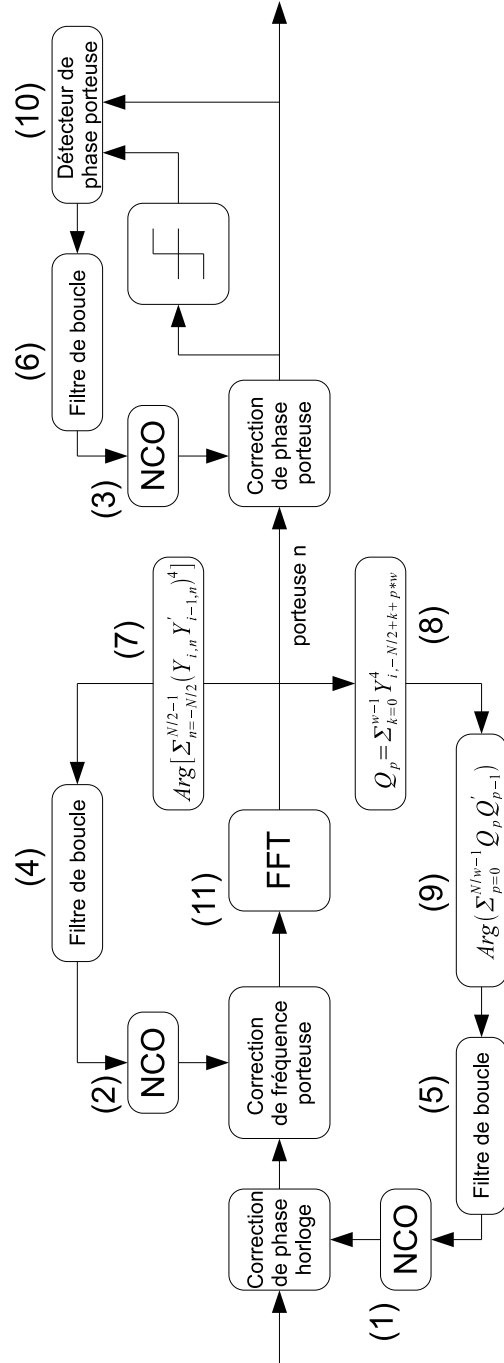 (4)
(6)
(10)
Filtre de boucle
Filtre de boucle
Détecteur de
phase porteuse
(2)
(7)
(3)
NCO
Arg[Σ_{n=-N/2}^{N/2-1}(Y_{i,n}Y'_{i-1,n})^4]
NCO
(11)
Correction
de phase
horloge
Correction
de fréquence
porteuse
FFT
Correction
de phase
porteuse
porteuse n
(1)
NCO
Q_p=Σ_{k=0}^{w-1}Y^4_{i,-N/2+k+p*w}
(8)
(5)
(9)
Filtre de boucle
Arg(Σ_{p=0}^{N/w-1}Q_pQ'_{p-1})